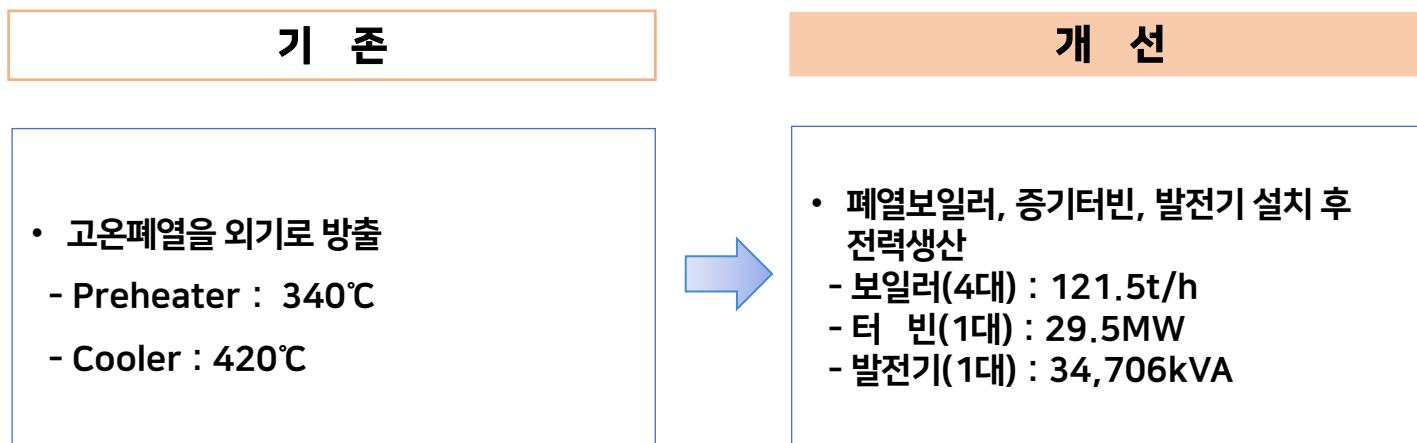 기 존
개 선
• 고온폐열을 외기로 방출
- Preheater : 340℃
- Cooler : 420℃
• 폐열보일러, 증기터빈, 발전기 설치 후
전력생산
- 보일러(4대) : 121.5t/h
- 터 빈(1대) : 29.5MW
- 발전기(1대) : 34,706kVA